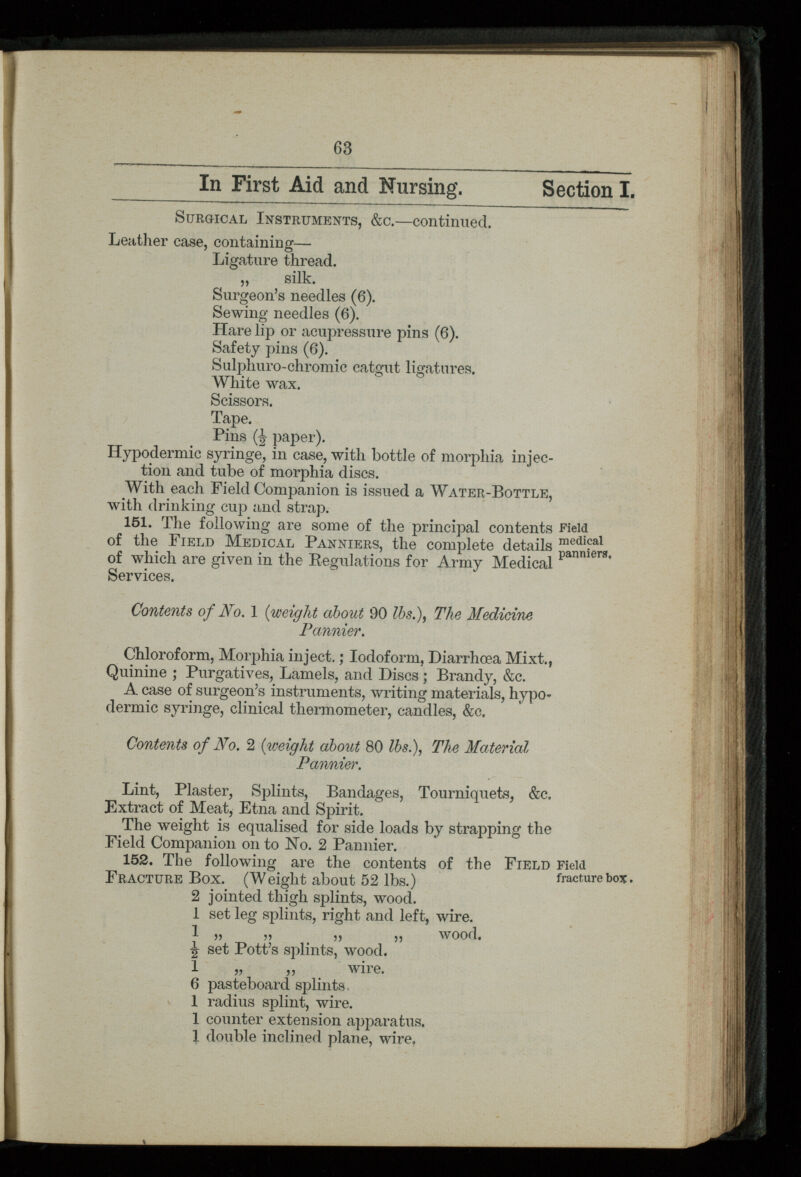 63
In First Aid and Nursing. Section I.
SURGICAL INSTRUMENTS, &C.—continued.
Leather case, containing—
Ligature thread.
„ silk.
Surgeon's needles (6).
Sewing needles (6).
Hare lip or acupressure pins (6).
Safety pins (6).
Sulphuro-chromic catgut ligatures.
White wax.
Scissors.
Tape.
Pins (½ paper).
Hypodermic syringe, in case, with bottle of morphia injec-
tion and tube of morphia discs.
With each Field Companion is issued a WATER-BOTTLE,
with drinking cup and strap.
151. The following are some of the principal contents Field
of the FIELD MEDICAL PANNIERS, the complete details medical
of which are given in the Regulations for Army Medical panniers.
Services.
Contents of No. 1 (weight about 90 lbs.), The Medicine
Pannier.
Chloroform, Morphia inject.; Iodoform, Diarrhœa Mixt.,
Quinine ; Purgatives, Lamels, and Discs; Brandy, &c.
A case of surgeon's instruments, writing materials, hypo-
dermic syringe, clinical thermometer, candles, &c.
Contents of No. 2 (weight about 80 lbs.), The Material
Pannier.
Lint, Plaster, Splints, Bandages, Tourniquets, &c.
Extract of Meat, Etna and Spirit.
The weight is equalised for side loads by strapping the
Field Companion on to No. 2 Pannier.
152. The following are the contents of the FIELD Field
FRACTURE BOX. (Weight about 52 lbs.) fracture box.
2 jointed thigh splints, wood.
1 set leg splints, right and left, wire.
1 „ „ „ „ wood.
½ set Pott's splints, wood.
1 „ „ wire.
6 pasteboard splints.
1 radius splint, wire.
1 counter extension apparatus.
1 double inclined plane, wire.